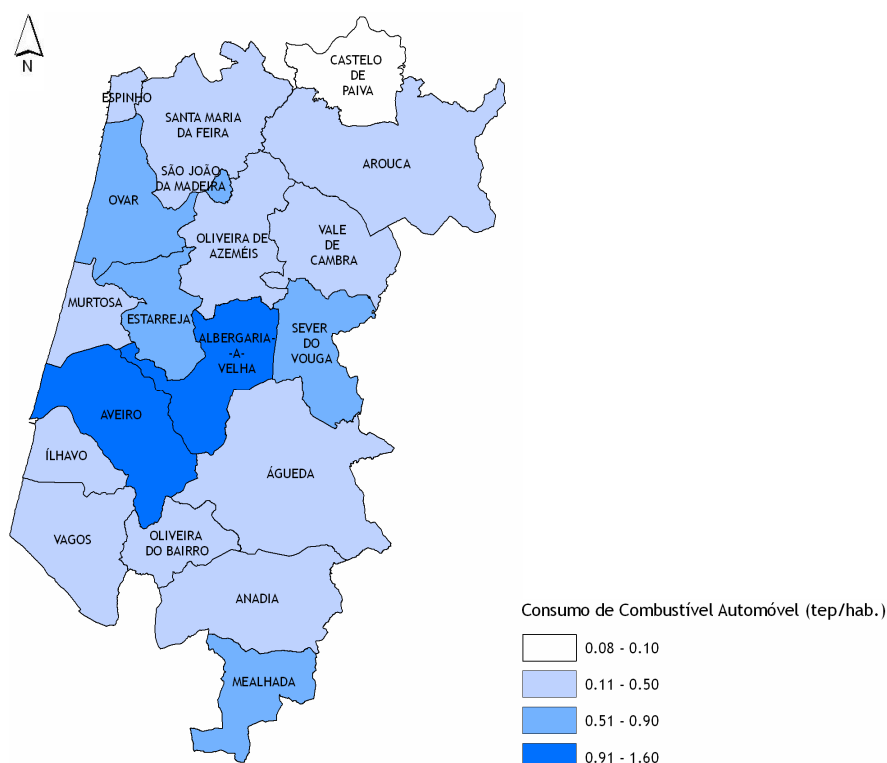 N
CASTELO
DE
PAIVA
ESPINHO
SANTA MARIA
DA FEIRA
AROUCA
SÃO JOÃO
DA MADEIRA
OVAR
OLIVEIRA DE
AZEMÉIS
VALE
DE
CAMBRA
MURTOSA
ESTARREJA
ALBERGARIA-
-A-
VELHA
SEVER
DO
VOUGA
AVEIRO
ÍLHAVO
ÁGUEDA
VAGOS
OLIVEIRA
DO BAIRRO
ANADIA
MEALHADA
Consumo de Combustível Automóvel (tep/hab.)
0.08 - 0.10
0.11 - 0.50
0.51 - 0.90
0.91 - 1.60